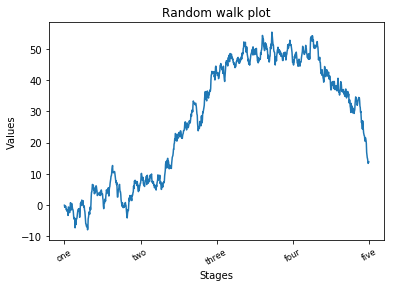 Random walk plot
Values
50
40
30
20
10
0
−10
one
two
three
four
five
Stages